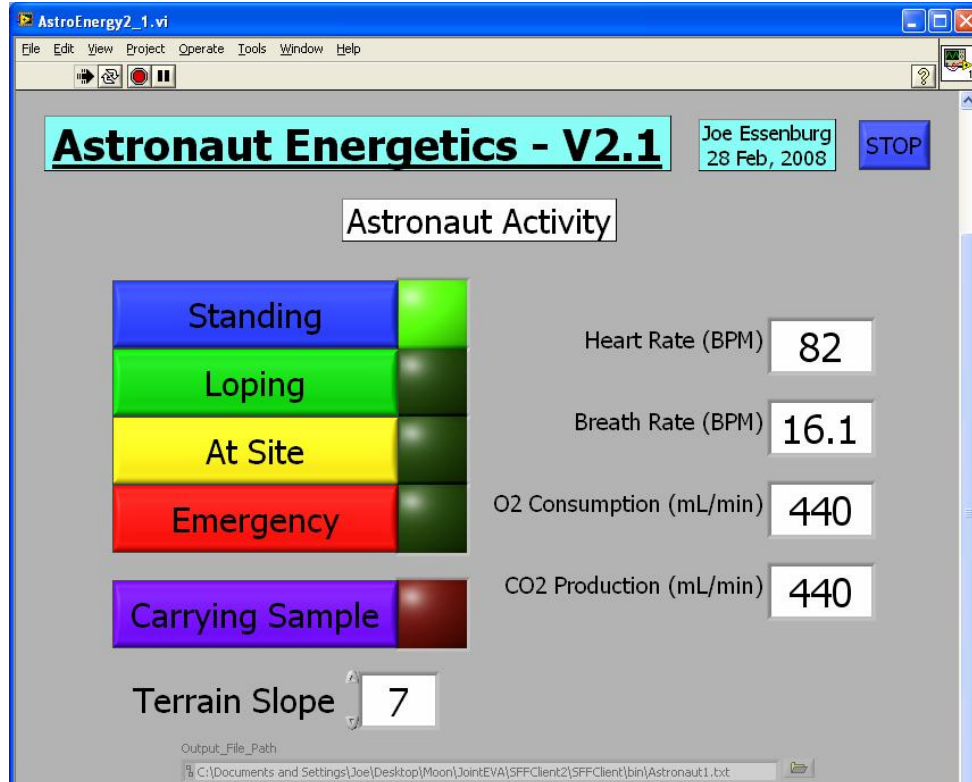 AstroEnergy2_1.vi
File Edit View Project Operate Tools Window Help
?
1
Astronaut Energetics - V2.1
Joe Essenburg
28 Feb, 2008
STOP
Astronaut Activity
Standing
Loping
At Site
Emergency
Carrying Sample
Terrain Slope 7
Heart Rate (BPM) 82
Breath Rate (BPM) 16.1
O2 Consumption (mL/min) 440
CO2 Production (mL/min) 440
Output_File_Path
C:\Documents and Settings\Joe\Desktop\Moon\JointEVA\SFFClient2\SFFClient\bin\Astronaut1.txt